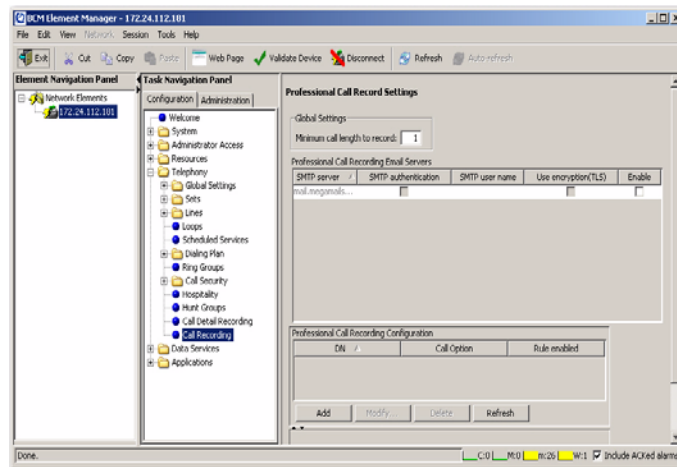 BCM Element Manager - 172.24.112.101
File Edit View Network Session Tools Help
Exit Cut Copy Paste Web Page Validate Device Disconnect Refresh Auto-refresh
Element Navigation Panel
Network Elements
172.24.112.101
Task Navigation Panel
Configuration Administration
Welcome
System
Administrator Access
Resources
Telephony
Global Settings
Sets
Lines
Loops
Scheduled Services
Dialing Plan
Ring Groups
Call Security
Hospitality
Hunt Groups
Call Detail Recording
Call Recording
Data Services
Applications
Professional Call Record Settings
Global Settings
Minimum call length to record: 1
Professional Call Recording Email Servers
SMTP server SMTP authentication SMTP user name Use encryption(TLS) Enable
mail.megamails...
Professional Call Recording Configuration
DN Call Option Rule enabled
Add Modify... Delete Refresh
Done.
C:0 M:0 m:26 W:1 Include ACKed alarms